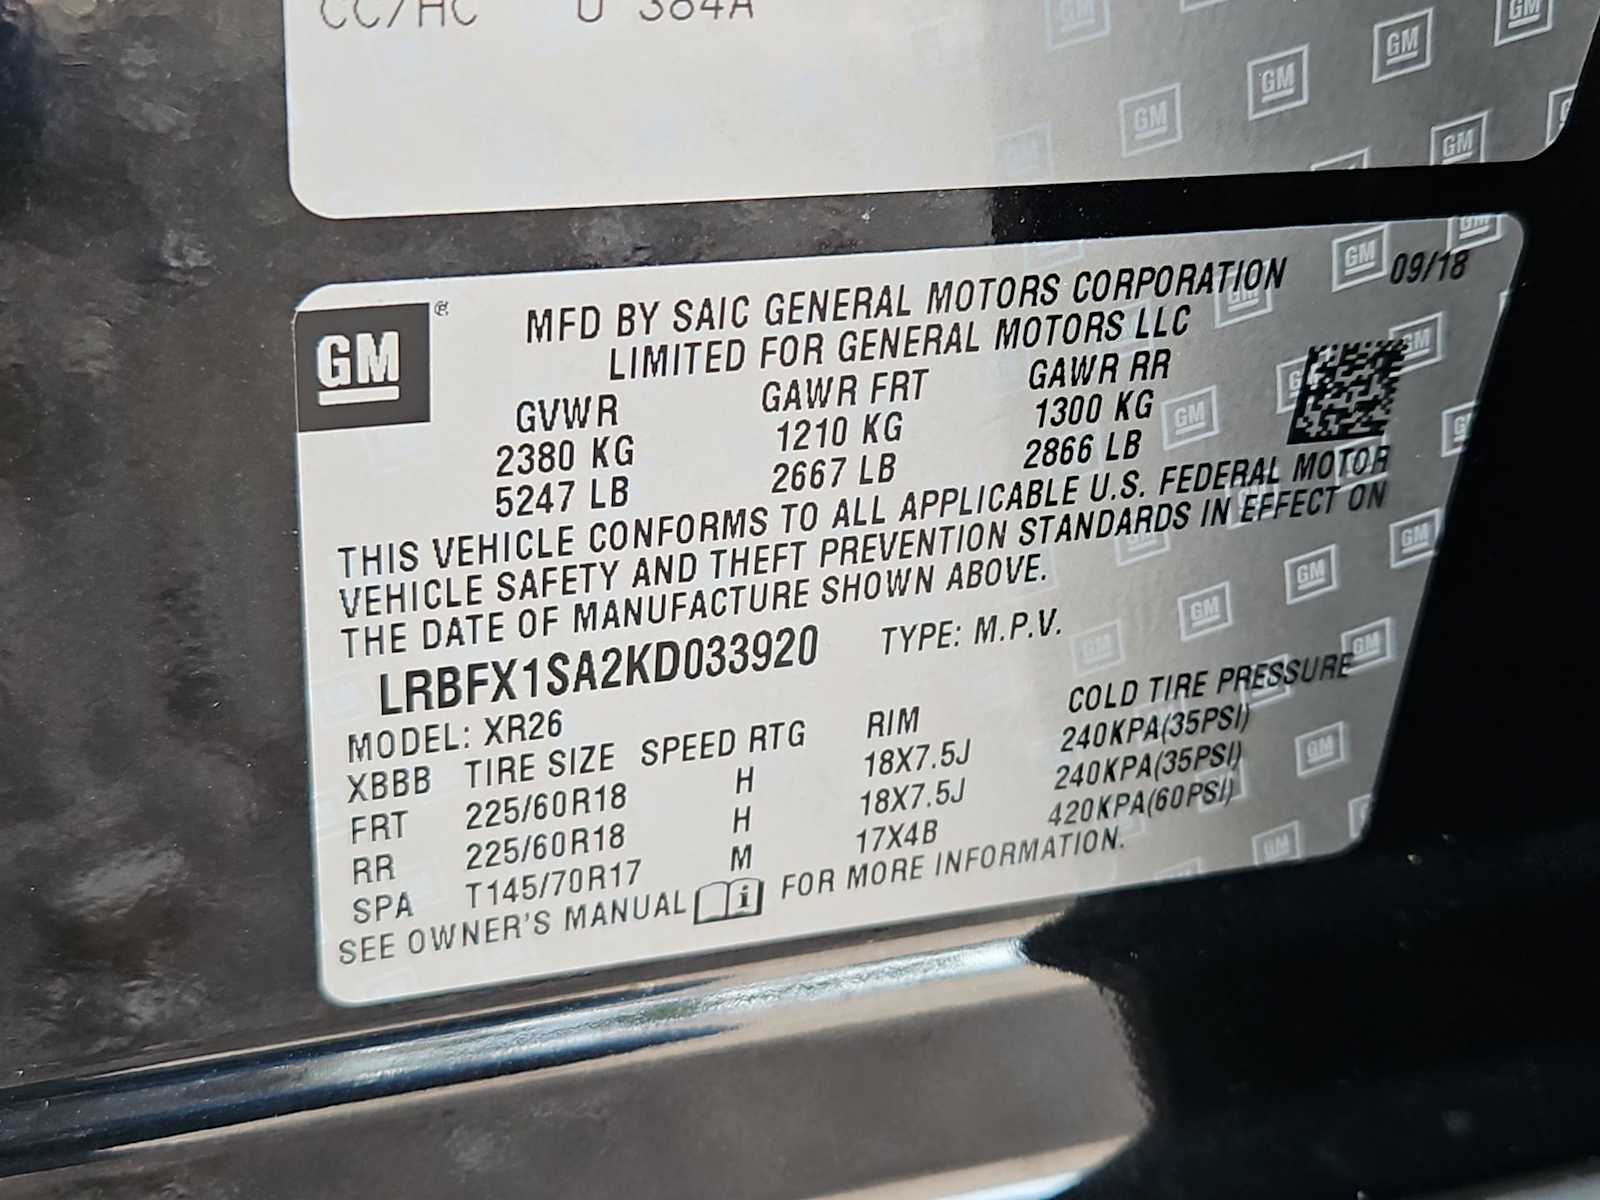 CC/HC U 384A
GM
09/18
MFD BY SAIC GENERAL MOTORS CORPORATION
LIMITED FOR GENERAL MOTORS LLC
GVWR GAWR FRT GAWR RR
2380 KG 1210 KG 1300 KG
5247 LB 2667 LB 2866 LB
THIS VEHICLE CONFORMS TO ALL APPLICABLE U.S. FEDERAL MOTOR
VEHICLE SAFETY AND THEFT PREVENTION STANDARDS IN EFFECT ON
THE DATE OF MANUFACTURE SHOWN ABOVE.
LRBFX1SA2KD033920 TYPE: M.P.V.
MODEL: XR26
XBBB TIRE SIZE SPEED RTG RIM COLD TIRE PRESSURE
FRT 225/60R18 H 18X7.5J 240KPA(35PSI)
RR 225/60R18 H 18X7.5J 240KPA(35PSI)
SPA T145/70R17 M 17X4B 420KPA(60PSI)
SEE OWNER'S MANUAL i FOR MORE INFORMATION.